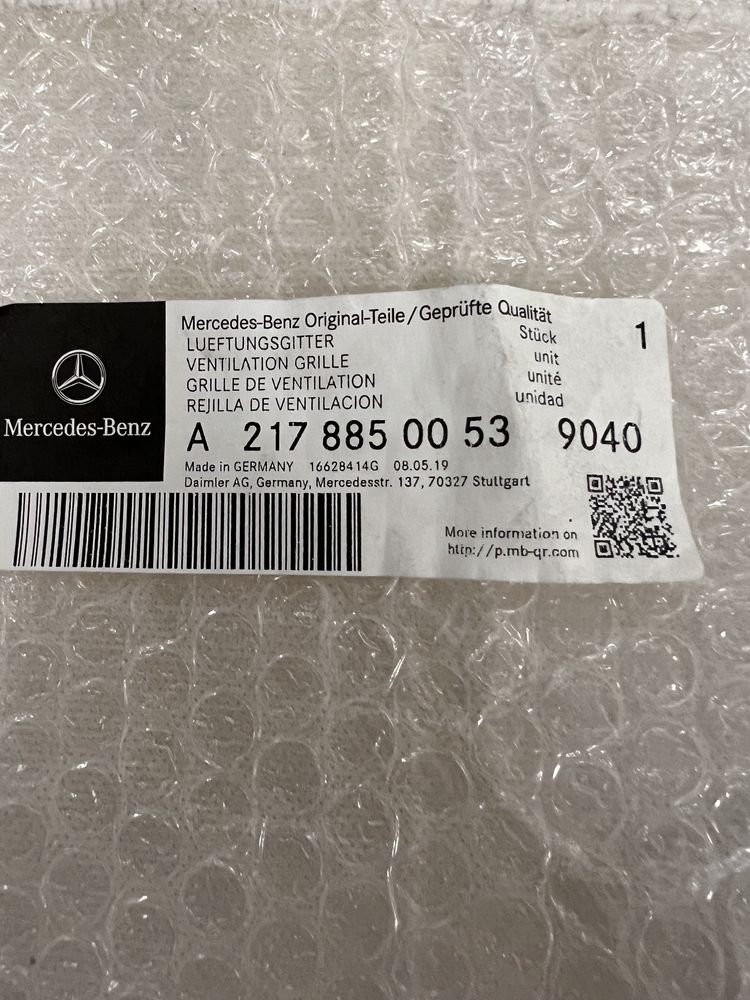 Mercedes-Benz
Mercedes-Benz Original-Teile/Geprüfte Qualität
LUEFTUNGSGITTER Stück 1
VENTILATION GRILLE unit
GRILLE DE VENTILATION unité
REJILLA DE VENTILACION unidad
A 217 885 00 53 9040
Made in GERMANY 16628414G 08.05.19
Daimler AG, Germany, Mercedesstr. 137, 70327 Stuttgart
More information on
http://p.mb-qr.com